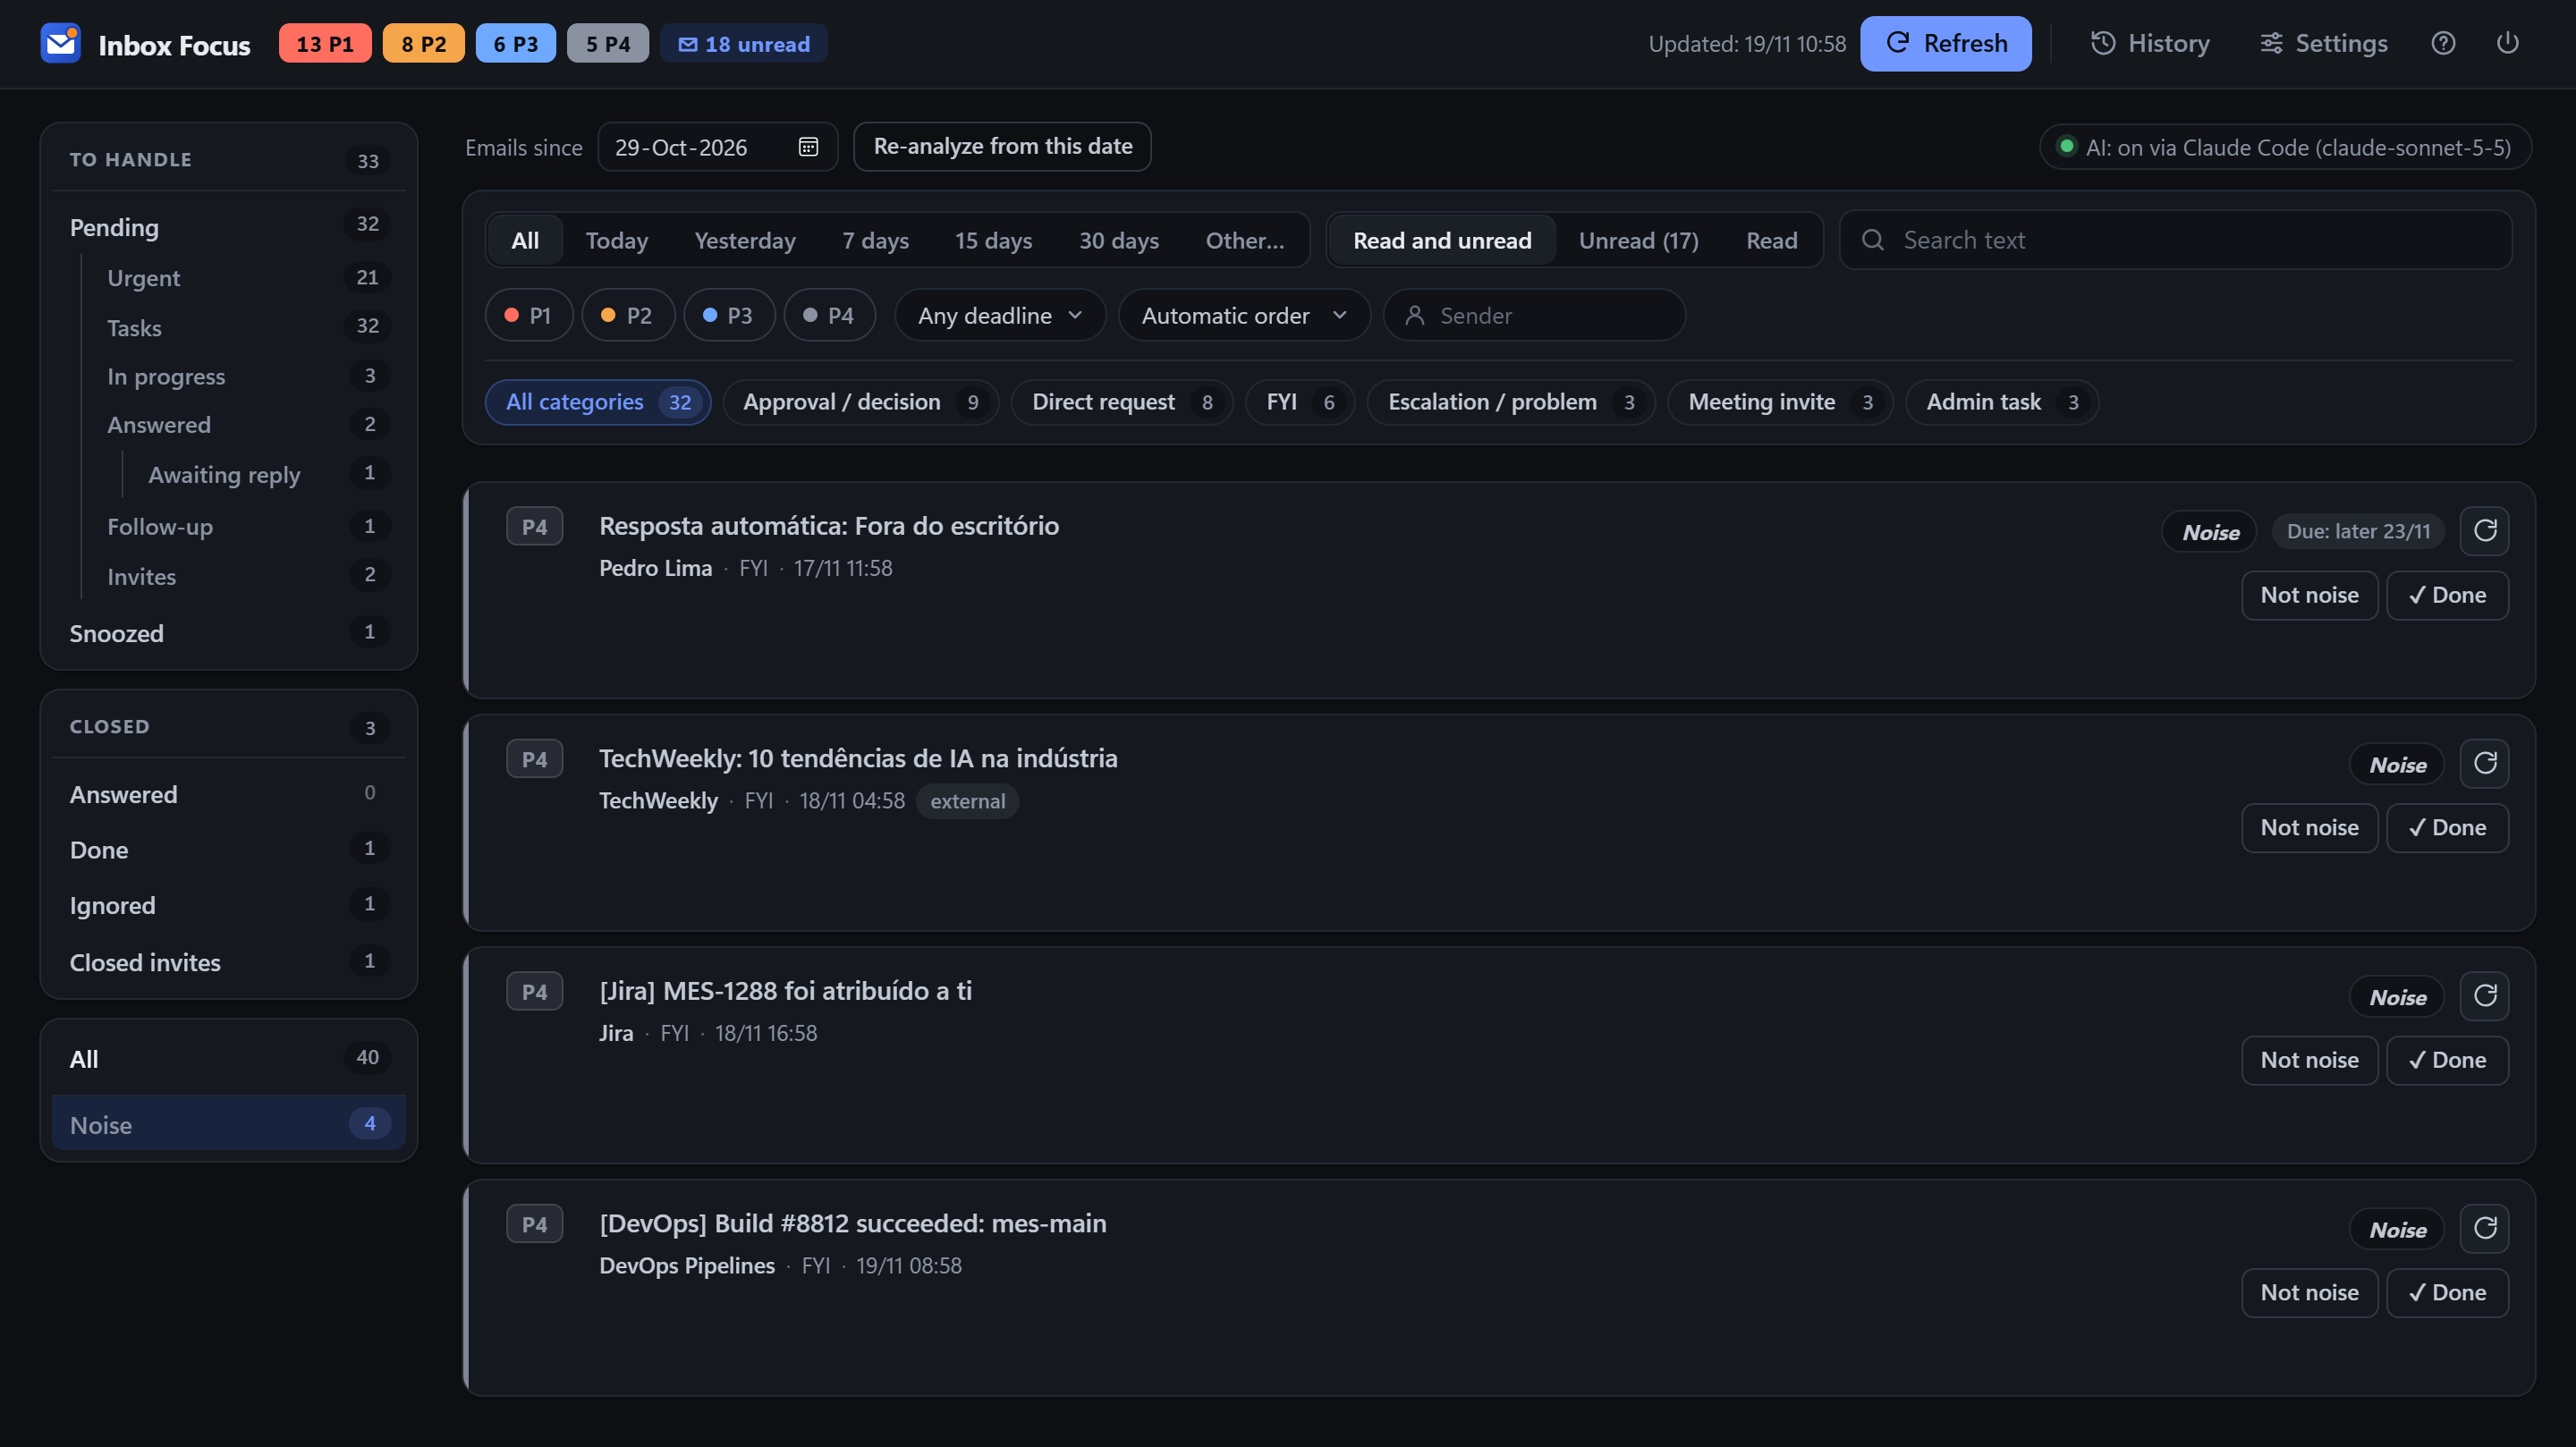 Inbox Focus 13 P1 8 P2 6 P3 5 P4 18 unread Updated: 19/11 10:58 Refresh History Settings
TO HANDLE 33
Pending 32
Urgent 21
Tasks 32
In progress 3
Answered 2
Awaiting reply 1
Follow-up 1
Invites 2
Snoozed 1
CLOSED 3
Answered 0
Done 1
Ignored 1
Closed invites 1
All 40
Noise 4
Emails since 29-Oct-2026 Re-analyze from this date AI: on via Claude Code (claude-sonnet-5-5)
All Today Yesterday 7 days 15 days 30 days Other... Read and unread Unread (17) Read Search text
P1 P2 P3 P4 Any deadline Automatic order Sender
All categories 32 Approval / decision 9 Direct request 8 FYI 6 Escalation / problem 3 Meeting invite 3 Admin task 3
P4 Resposta automática: Fora do escritório Noise Due: later 23/11
Pedro Lima · FYI · 17/11 11:58
Not noise ✓ Done
P4 TechWeekly: 10 tendências de IA na indústria Noise
TechWeekly · FYI · 18/11 04:58 external
Not noise ✓ Done
P4 [Jira] MES-1288 foi atribuído a ti Noise
Jira · FYI · 18/11 16:58
Not noise ✓ Done
P4 [DevOps] Build #8812 succeeded: mes-main Noise
DevOps Pipelines · FYI · 19/11 08:58
Not noise ✓ Done